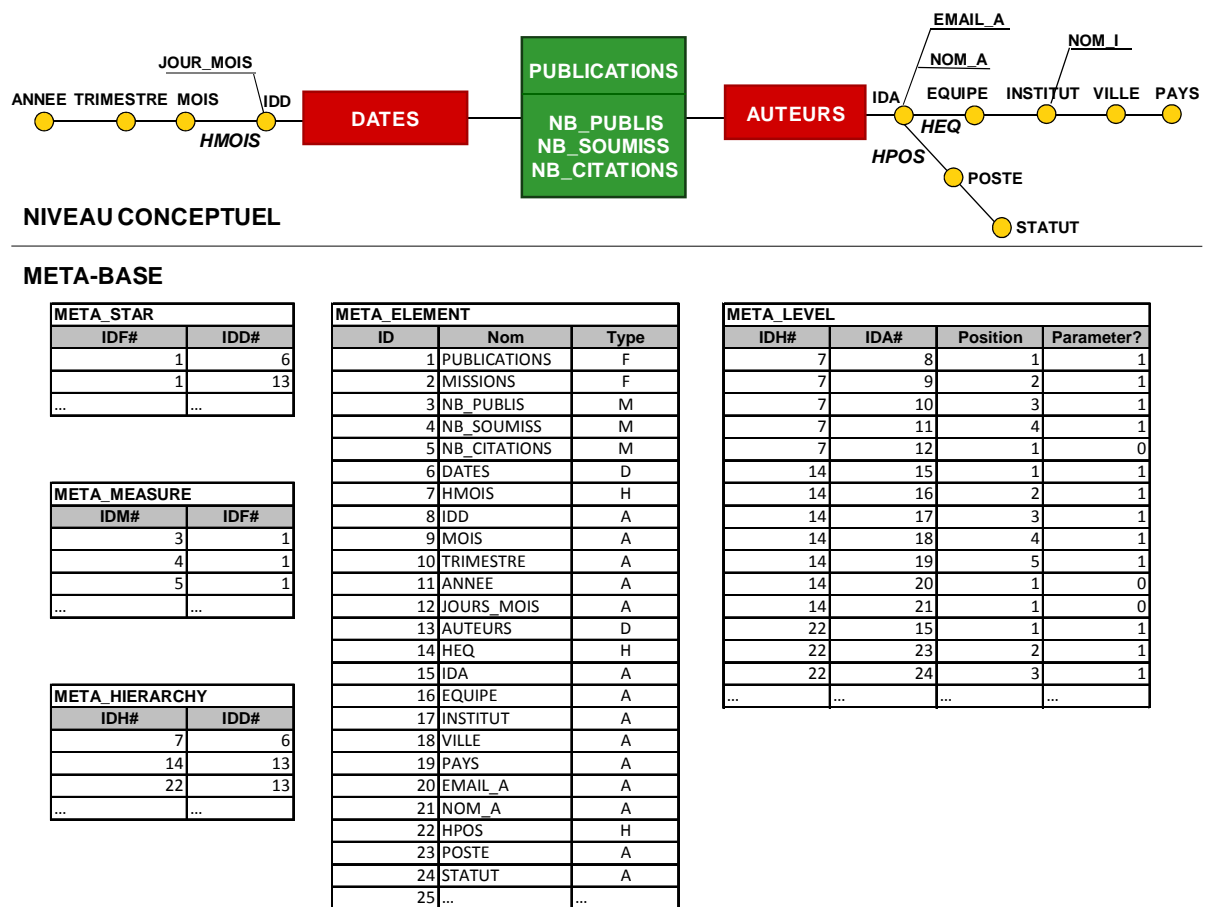 EMAIL_A
NOM_I
JOUR_MOIS
NOM_A
PUBLICATIONS
ANNEE TRIMESTRE MOIS IDD
IDA EQUIPE INSTITUT VILLE PAYS
DATES
AUTEURS
NB_PUBLIS
NB_SOUMISS
NB_CITATIONS
HMOIS
HEQ
HPOS
POSTE
STATUT
NIVEAU CONCEPTUEL
META-BASE
META_STAR
IDF# IDD#
1 6
1 13
... ...
META_MEASURE
IDM# IDF#
3 1
4 1
5 1
... ...
META_HIERARCHY
IDH# IDD#
7 6
14 13
22 13
... ...
META_ELEMENT
ID Nom Type
1 PUBLICATIONS F
2 MISSIONS F
3 NB_PUBLIS M
4 NB_SOUMISS M
5 NB_CITATIONS M
6 DATES D
7 HMOIS H
8 IDD A
9 MOIS A
10 TRIMESTRE A
11 ANNEE A
12 JOURS_MOIS A
13 AUTEURS D
14 HEQ H
15 IDA A
16 EQUIPE A
17 INSTITUT A
18 VILLE A
19 PAYS A
20 EMAIL_A A
21 NOM_A A
22 HPOS H
23 POSTE A
24 STATUT A
25 ... ...
META_LEVEL
IDH# IDA# Position Parameter?
7 8 1 1
7 9 2 1
7 10 3 1
7 11 4 1
7 12 1 0
14 15 1 1
14 16 2 1
14 17 3 1
14 18 4 1
14 19 5 1
14 20 1 0
14 21 1 0
22 15 1 1
22 23 2 1
22 24 3 1
... ... ... ...